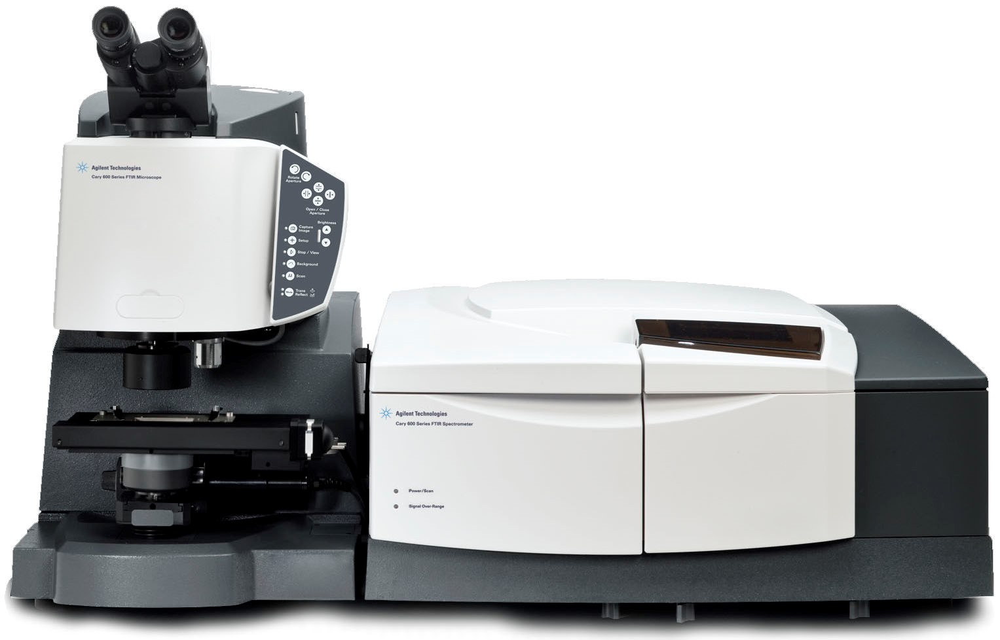 Agilent Technologies
Cary 600 Series FTIR Microscope
Rotate
Aperture
Open / Close
Aperture
Brightness
Capture
Image
Setup
Stop / View
Background
Scan
Mode
Trans
Reflect
Agilent Technologies
Cary 600 Series FTIR Spectrometer
Power/Scan
Signal Over-Range